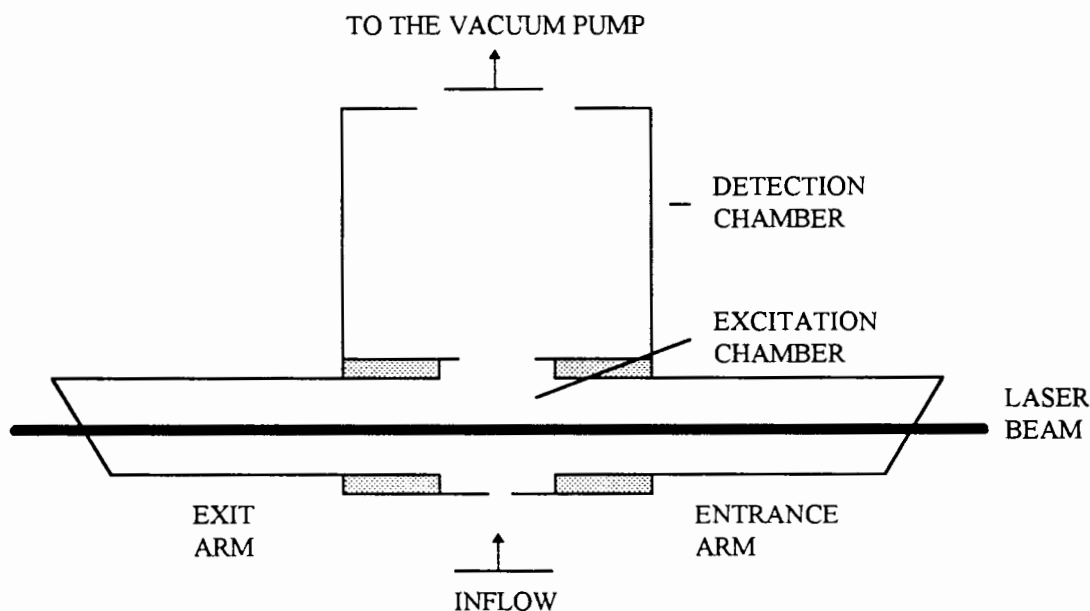 TO THE VACUUM PUMP
DETECTION
CHAMBER
EXCITATION
CHAMBER
LASER
BEAM
EXIT
ARM
ENTRANCE
ARM
INFLOW